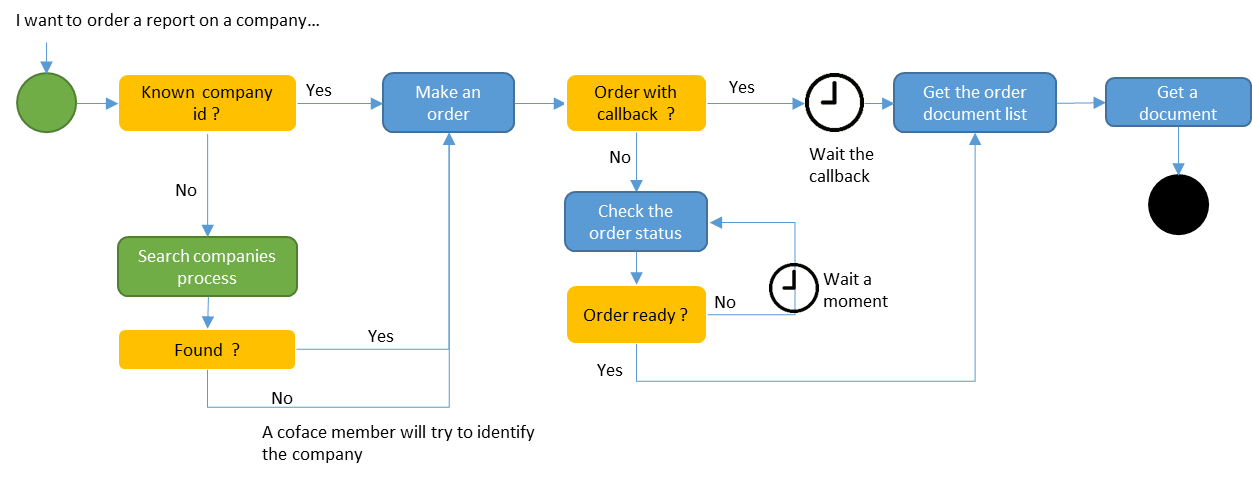 I want to order a report on a company...
Known company
id ?
Yes
Make an
order
Order with
callback ?
Yes
Wait the
callback
Get the order
document list
Get a
document
No
Search companies
process
Found ?
Yes
No
A coface member will try to identify
the company
No
Check the
order status
Order ready ?
No
Wait a
moment
Yes